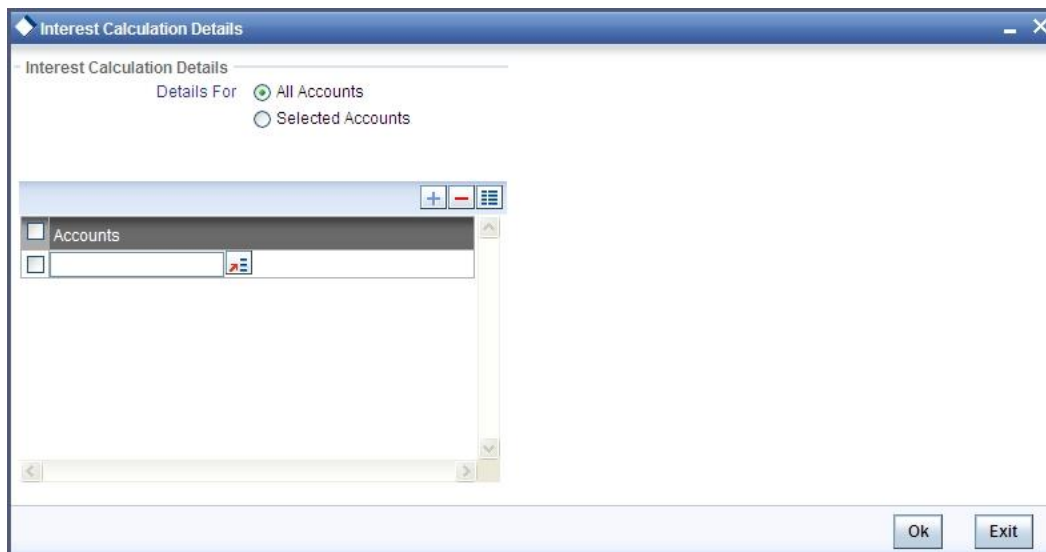 Interest Calculation Details
Interest Calculation Details
Details For All Accounts
Selected Accounts
Accounts
Ok Exit